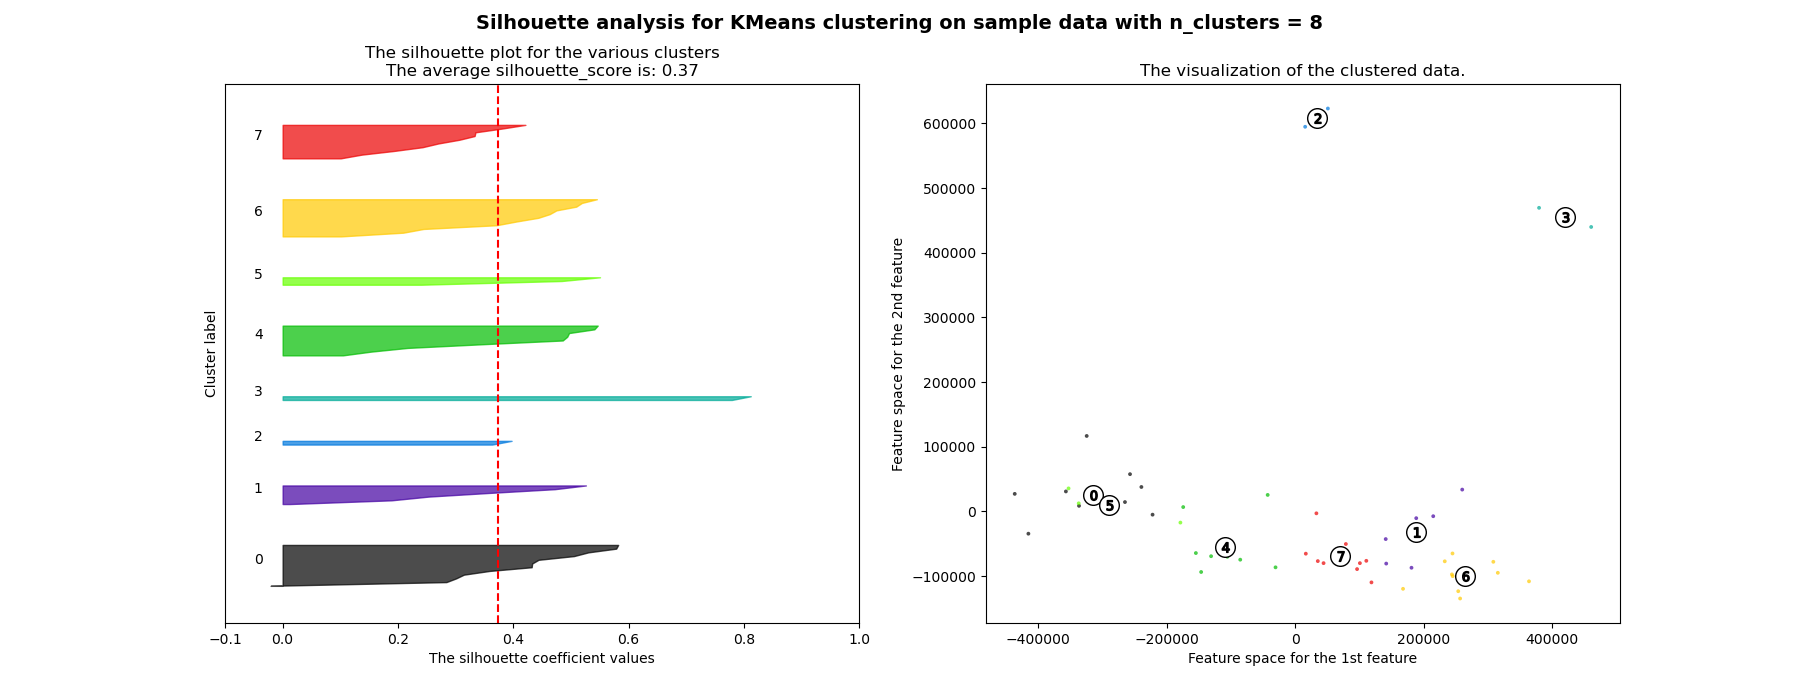 Silhouette analysis for KMeans clustering on sample data with n_clusters = 8
The silhouette plot for the various clusters
The average silhouette_score is: 0.37
Cluster label
7
6
5
4
3
2
1
0
−0.1 0.0 0.2 0.4 0.6 0.8 1.0
The silhouette coefficient values
The visualization of the clustered data.
Feature space for the 2nd feature
600000
500000
400000
300000
200000
100000
0
−100000
2
3
0
5
1
4
7
6
−400000 −200000 0 200000 400000
Feature space for the 1st feature